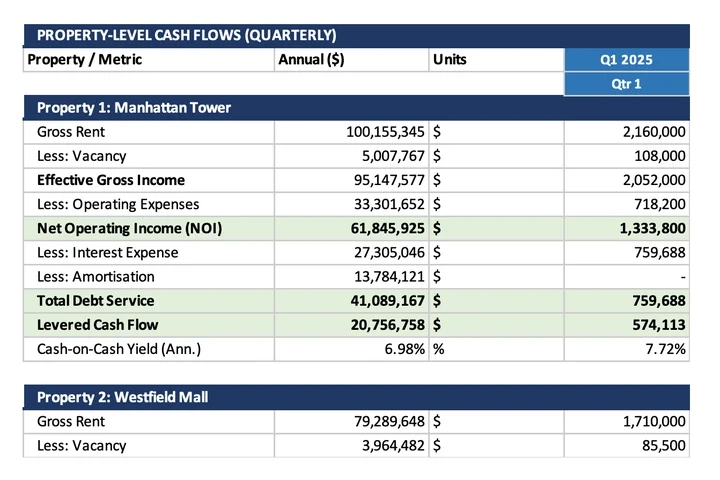 PROPERTY-LEVEL CASH FLOWS (QUARTERLY)
Property / Metric Annual ($) Units Q1 2025
Qtr 1
Property 1: Manhattan Tower
Gross Rent 100,155,345 $ 2,160,000
Less: Vacancy 5,007,767 $ 108,000
Effective Gross Income 95,147,577 $ 2,052,000
Less: Operating Expenses 33,301,652 $ 718,200
Net Operating Income (NOI) 61,845,925 $ 1,333,800
Less: Interest Expense 27,305,046 $ 759,688
Less: Amortisation 13,784,121 $ -
Total Debt Service 41,089,167 $ 759,688
Levered Cash Flow 20,756,758 $ 574,113
Cash-on-Cash Yield (Ann.) 6.98% % 7.72%
Property 2: Westfield Mall
Gross Rent 79,289,648 $ 1,710,000
Less: Vacancy 3,964,482 $ 85,500